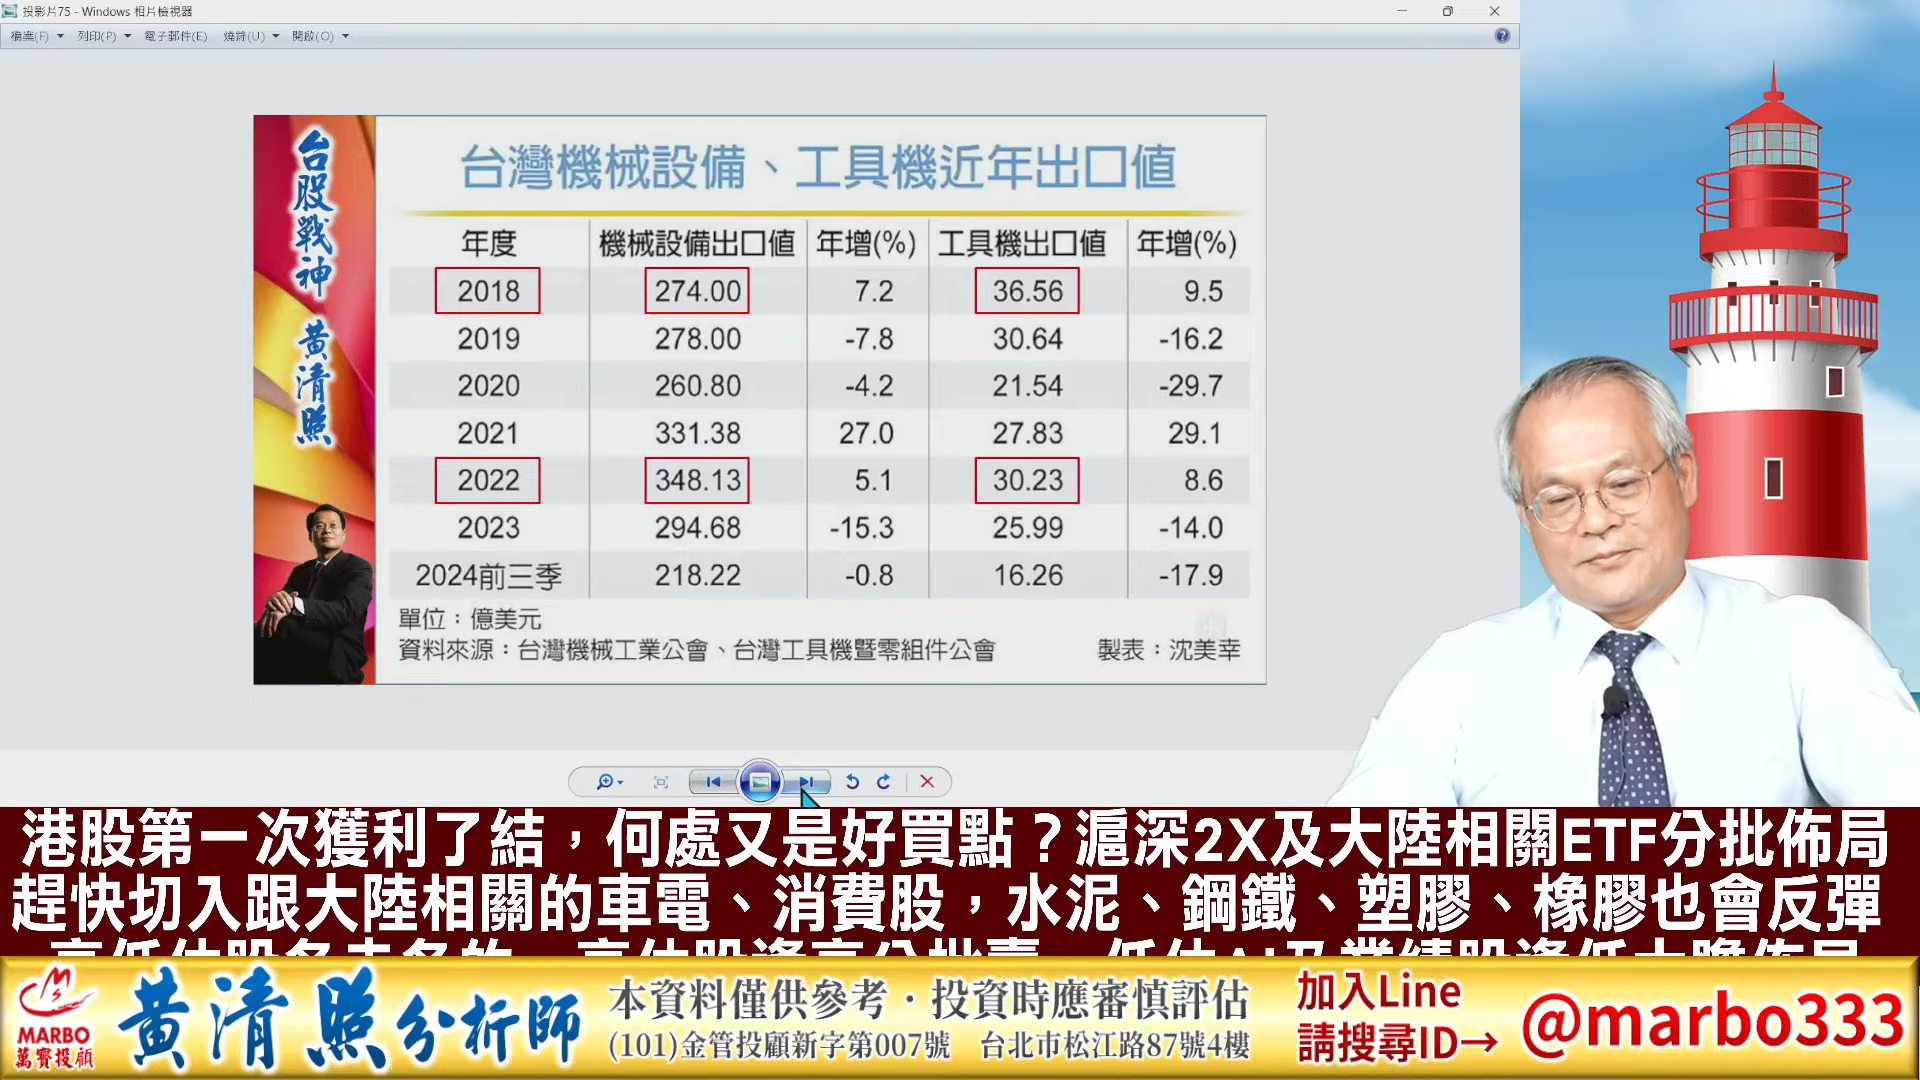 投影片75 - Windows 相片檢視器
檔案(F) 列印(P) 電子郵件(E) 燒錄(U) 開啟(O)
台股戰神 黃清照
台灣機械設備、工具機近年出口值
年度 機械設備出口值 年增(%) 工具機出口值 年增(%)
2018 274.00 7.2 36.56 9.5
2019 278.00 -7.8 30.64 -16.2
2020 260.80 -4.2 21.54 -29.7
2021 331.38 27.0 27.83 29.1
2022 348.13 5.1 30.23 8.6
2023 294.68 -15.3 25.99 -14.0
2024前三季 218.22 -0.8 16.26 -17.9
單位：億美元
資料來源：台灣機械工業公會、台灣工具機暨零組件公會 製表：沈美幸
港股第一次獲利了結，何處又是好買點？滬深2X及大陸相關ETF分批佈局
趕快切入跟大陸相關的車電、消費股，水泥、鋼鐵、塑膠、橡膠也會反彈
MARBO
萬寶投顧
黃清照分析師
本資料僅供參考．投資時應審慎評估
(101)金管投顧新字第007號 台北市松江路87號4樓
加入Line
請搜尋ID→
@marbo333